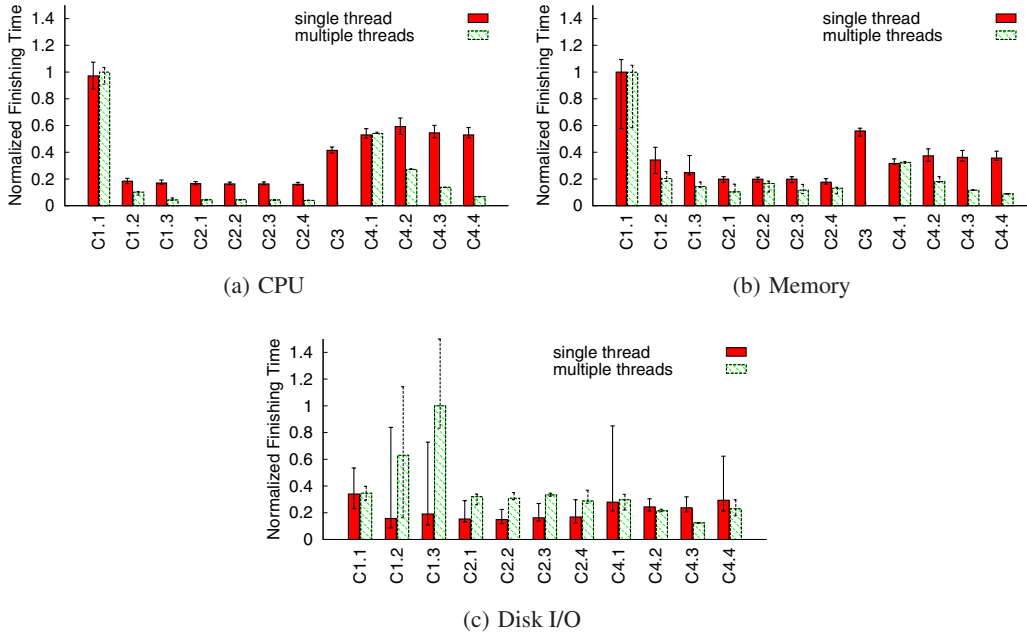 single thread
multiple threads
Normalized Finishing Time
1.4
1.2
1
0.8
0.6
0.4
0.2
0
C1.1
C1.2
C1.3
C2.1
C2.2
C2.3
C2.4
C3
C4.1
C4.2
C4.3
C4.4
(a) CPU
single thread
multiple threads
Normalized Finishing Time
1.4
1.2
1
0.8
0.6
0.4
0.2
0
C1.1
C1.2
C1.3
C2.1
C2.2
C2.3
C2.4
C3
C4.1
C4.2
C4.3
C4.4
(b) Memory
single thread
multiple threads
Normalized Finishing Time
1.4
1.2
1
0.8
0.6
0.4
0.2
0
C1.1
C1.2
C1.3
C2.1
C2.2
C2.3
C2.4
C4.1
C4.2
C4.3
C4.4
(c) Disk I/O